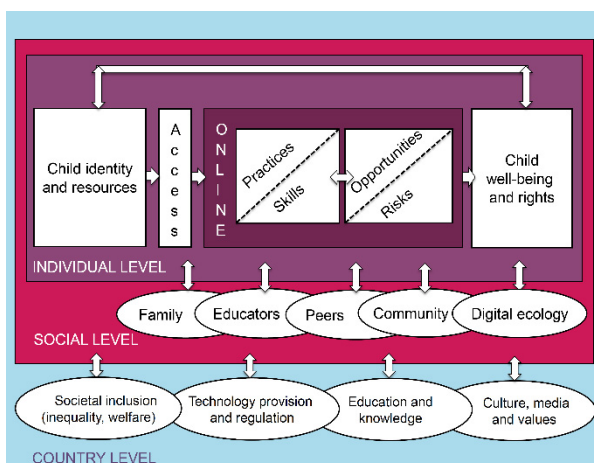 Child identity
and resources
Access
ONLINE
Practices
Skills
Opportunities
Risks
Child
well-being
and rights
INDIVIDUAL LEVEL
Family
Educators
Peers
Community
Digital ecology
SOCIAL LEVEL
Societal inclusion
(inequality, welfare)
Technology provision
and regulation
Education and
knowledge
Culture, media
and values
COUNTRY LEVEL